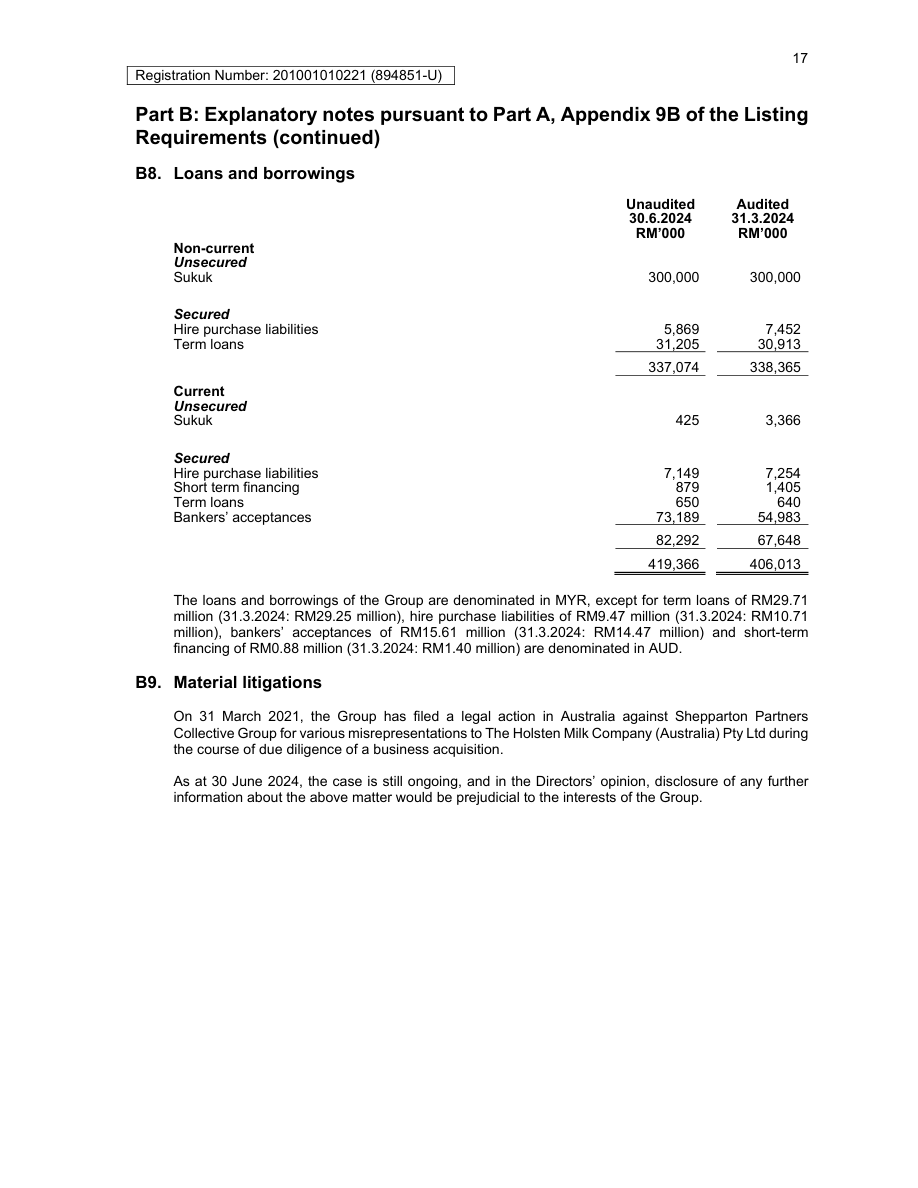 17
Registration Number: 201001010221 (894851-U)
Part B: Explanatory notes pursuant to Part A, Appendix 9B of the Listing
Requirements (continued)
B8. Loans and borrowings
Unaudited Audited
30.6.2024 31.3.2024
RM’000 RM’000
Non-current
Unsecured
Sukuk 300,000 300,000
Secured
Hire purchase liabilities 5,869 7,452
Term loans 31,205 30,913
337,074 338,365
Current
Unsecured
Sukuk 425 3,366
Secured
Hire purchase liabilities 7,149 7,254
Short term financing 879 1,405
Term loans 650 640
Bankers’ acceptances 73,189 54,983
82,292 67,648
419,366 406,013
The loans and borrowings of the Group are denominated in MYR, except for term loans of RM29.71
million (31.3.2024: RM29.25 million), hire purchase liabilities of RM9.47 million (31.3.2024: RM10.71
million), bankers’ acceptances of RM15.61 million (31.3.2024: RM14.47 million) and short-term
financing of RM0.88 million (31.3.2024: RM1.40 million) are denominated in AUD.
B9. Material litigations
On 31 March 2021, the Group has filed a legal action in Australia against Shepparton Partners
Collective Group for various misrepresentations to The Holsten Milk Company (Australia) Pty Ltd during
the course of due diligence of a business acquisition.
As at 30 June 2024, the case is still ongoing, and in the Directors’ opinion, disclosure of any further
information about the above matter would be prejudicial to the interests of the Group.